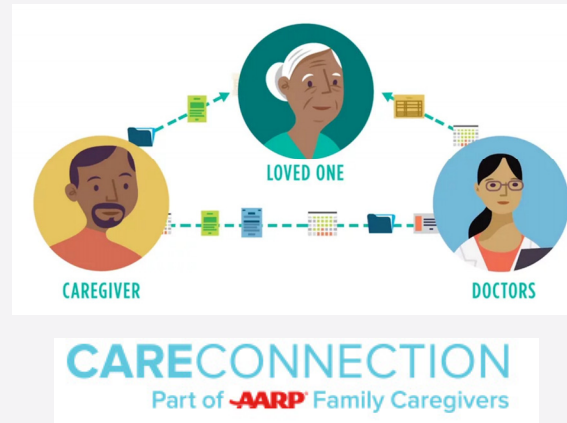 LOVED ONE
CAREGIVER
DOCTORS
CARECONNECTION
Part of AARP® Family Caregivers